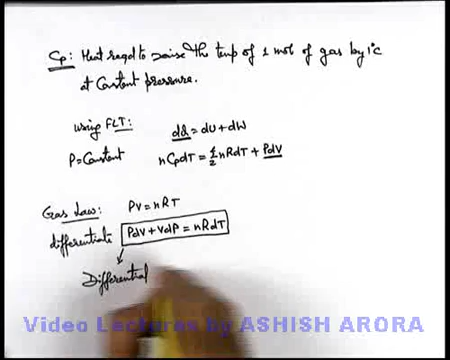 Cp: Heat reqd to raise the temp of 1 mol of gas by 1°C
at Constant pressure.
using FLT: dQ = dU + dW
P=Constant nCpdT = f/2 nRdT + PdV
Gas Law: PV = nRT
differentiate PdV + VdP = nRdT
Differential
Video Lectures by ASHISH ARORA